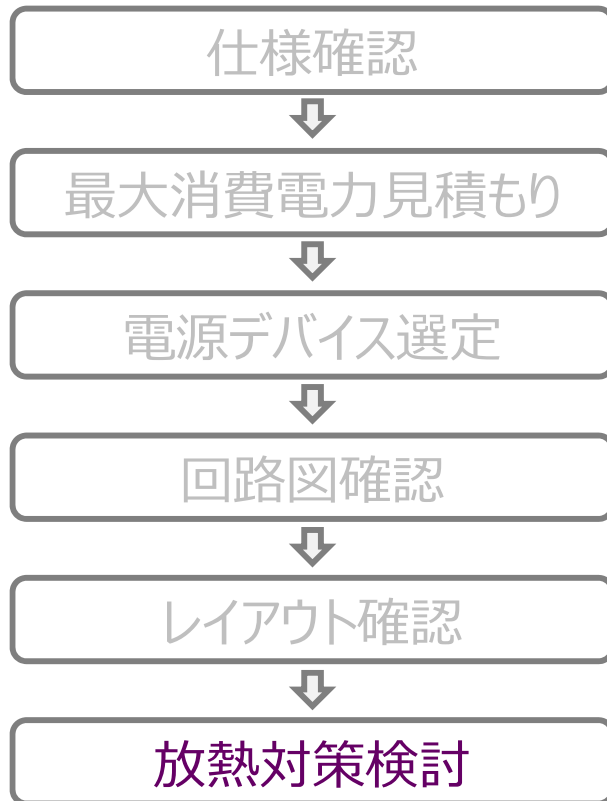 仕様確認
最大消費電力見積もり
電源デバイス選定
回路図確認
レイアウト確認
放熱対策検討